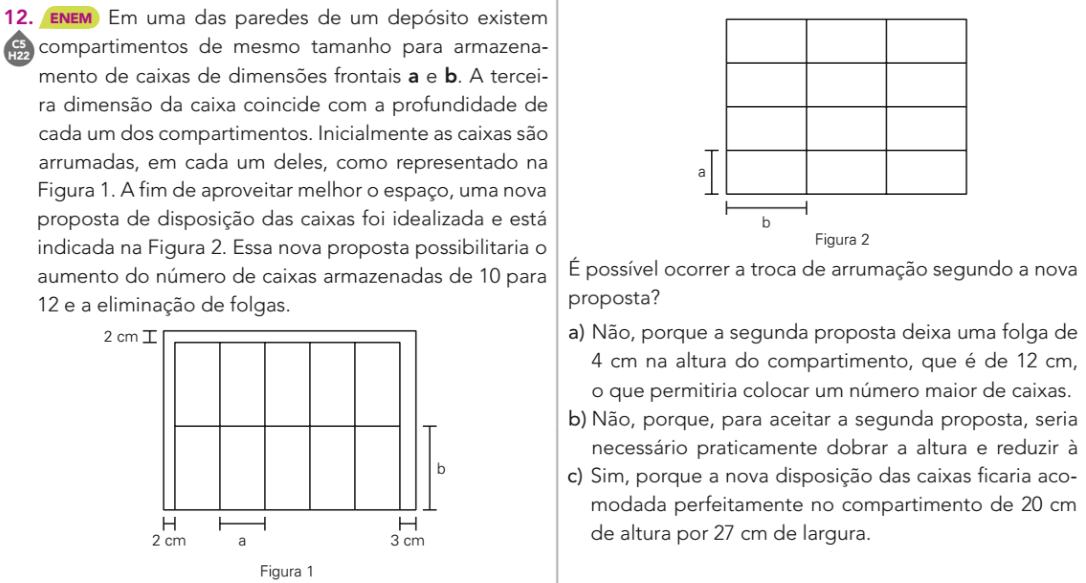 12. ENEM Em uma das paredes de um depósito existem
C5
H22
compartimentos de mesmo tamanho para armazena-
mento de caixas de dimensões frontais a e b. A tercei-
ra dimensão da caixa coincide com a profundidade de
cada um dos compartimentos. Inicialmente as caixas são
arrumadas, em cada um deles, como representado na
Figura 1. A fim de aproveitar melhor o espaço, uma nova
proposta de disposição das caixas foi idealizada e está
indicada na Figura 2. Essa nova proposta possibilitaria o
aumento do número de caixas armazenadas de 10 para
12 e a eliminação de folgas.
2 cm
b
2 cm
a
3 cm
Figura 1
a
b
Figura 2
É possível ocorrer a troca de arrumação segundo a nova
proposta?
a) Não, porque a segunda proposta deixa uma folga de
4 cm na altura do compartimento, que é de 12 cm,
o que permitiria colocar um número maior de caixas.
b) Não, porque, para aceitar a segunda proposta, seria
necessário praticamente dobrar a altura e reduzir à
c) Sim, porque a nova disposição das caixas ficaria aco-
modada perfeitamente no compartimento de 20 cm
de altura por 27 cm de largura.